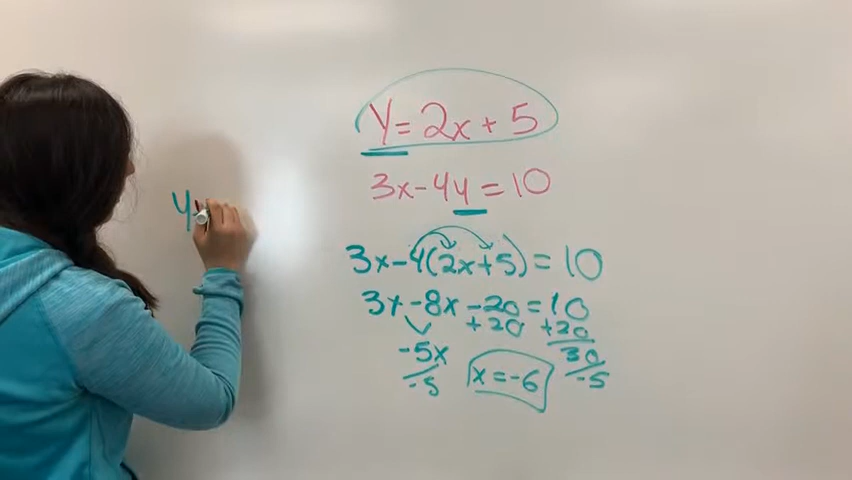 y = 2x + 5
3x - 4y = 10
y
3x - 4(2x + 5) = 10
3x - 8x - 20 = 10
+ 20 + 20
-5x 30
-5 x = -6 -5